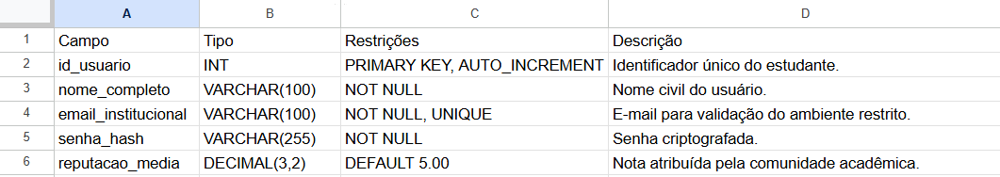 A B C D
1 Campo Tipo Restrições Descrição
2 id_usuario INT PRIMARY KEY, AUTO_INCREMENT Identificador único do estudante.
3 nome_completo VARCHAR(100) NOT NULL Nome civil do usuário.
4 email_institucional VARCHAR(100) NOT NULL, UNIQUE E-mail para validação do ambiente restrito.
5 senha_hash VARCHAR(255) NOT NULL Senha criptografada.
6 reputacao_media DECIMAL(3,2) DEFAULT 5.00 Nota atribuída pela comunidade acadêmica.